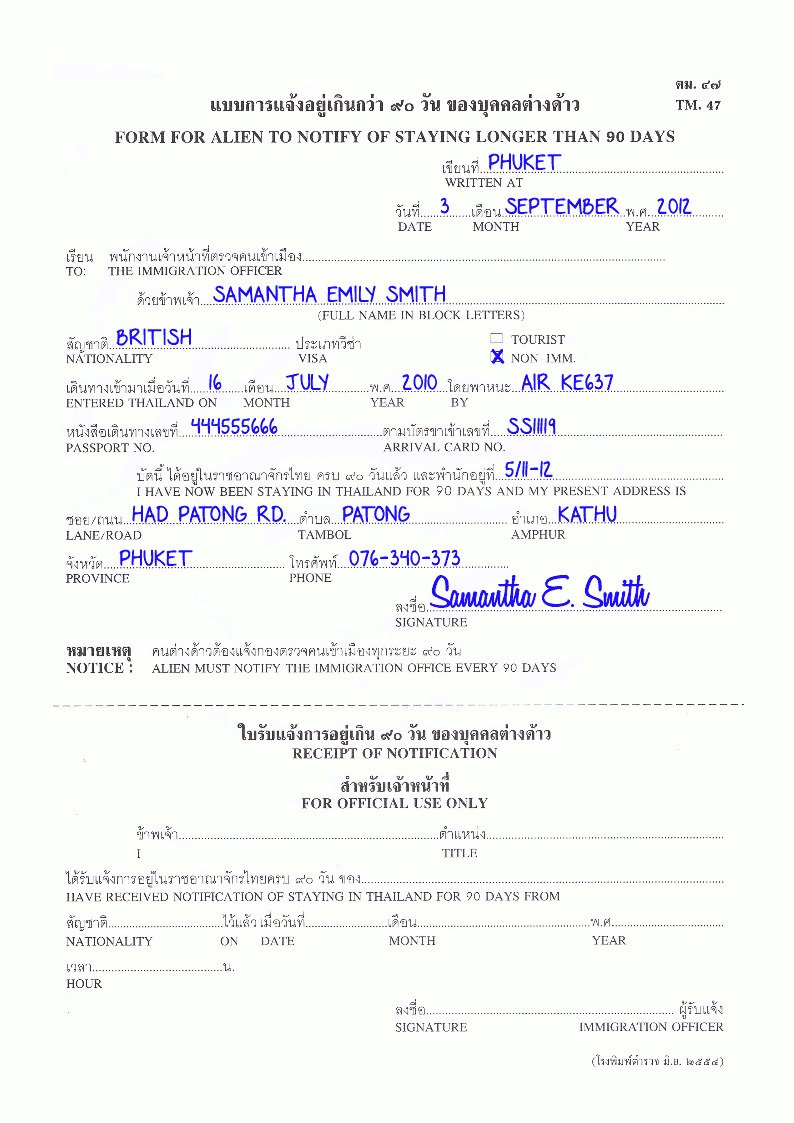 ตม. ๔๗
แบบการแจ้งอยู่เกินกว่า ๙๐ วัน ของบุคคลต่างด้าว TM. 47
FORM FOR ALIEN TO NOTIFY OF STAYING LONGER THAN 90 DAYS
เขียนที่ PHUKET
WRITTEN AT
วันที่ 3 เดือน SEPTEMBER พ.ศ. 2012
DATE MONTH YEAR
เรียน พนักงานเจ้าหน้าที่ตรวจคนเข้าเมือง
TO: THE IMMIGRATION OFFICER
ด้วยข้าพเจ้า SAMANTHA EMILY SMITH
(FULL NAME IN BLOCK LETTERS)
สัญชาติ BRITISH ประเภทวีซ่า TOURIST
NATIONALITY VISA X NON IMM.
เดินทางเข้ามาเมื่อวันที่ 16 เดือน JULY พ.ศ. 2010 โดยพาหนะ AIR KE637
ENTERED THAILAND ON MONTH YEAR BY
หนังสือเดินทางเลขที่ 444555666 ตามบัตรขาเข้าเลขที่ SS11119
PASSPORT NO. ARRIVAL CARD NO.
บัดนี้ ได้อยู่ในราชอาณาจักรไทย ครบ ๙๐ วันแล้ว และพำนักอยู่ที่ 5/11-12
I HAVE NOW BEEN STAYING IN THAILAND FOR 90 DAYS AND MY PRESENT ADDRESS IS
ซอย/ถนน HAD PATONG RD. ตำบล PATONG อำเภอ KATHU
LANE/ROAD TAMBOL AMPHUR
จังหวัด PHUKET โทรศัพท์ 076-340-373
PROVINCE PHONE
ลงชื่อ Samantha E. Smith
SIGNATURE
หมายเหตุ คนต่างด้าวต้องแจ้งกองตรวจคนเข้าเมืองทุกระยะ ๙๐ วัน
NOTICE : ALIEN MUST NOTIFY THE IMMIGRATION OFFICE EVERY 90 DAYS
ใบรับแจ้งการอยู่เกิน ๙๐ วัน ของบุคคลต่างด้าว
RECEIPT OF NOTIFICATION
สำหรับเจ้าหน้าที่
FOR OFFICIAL USE ONLY
ข้าพเจ้า ตำแหน่ง
I TITLE
ได้รับแจ้งการอยู่ในราชอาณาจักรไทยครบ ๙๐ วัน ของ
HAVE RECEIVED NOTIFICATION OF STAYING IN THAILAND FOR 90 DAYS FROM
สัญชาติ ไว้แล้ว เมื่อวันที่ เดือน พ.ศ.
NATIONALITY ON DATE MONTH YEAR
เวลา น.
HOUR
ลงชื่อ ผู้รับแจ้ง
SIGNATURE IMMIGRATION OFFICER
(โรงพิมพ์ตำรวจ มิ.ย. ๒๕๕๔)